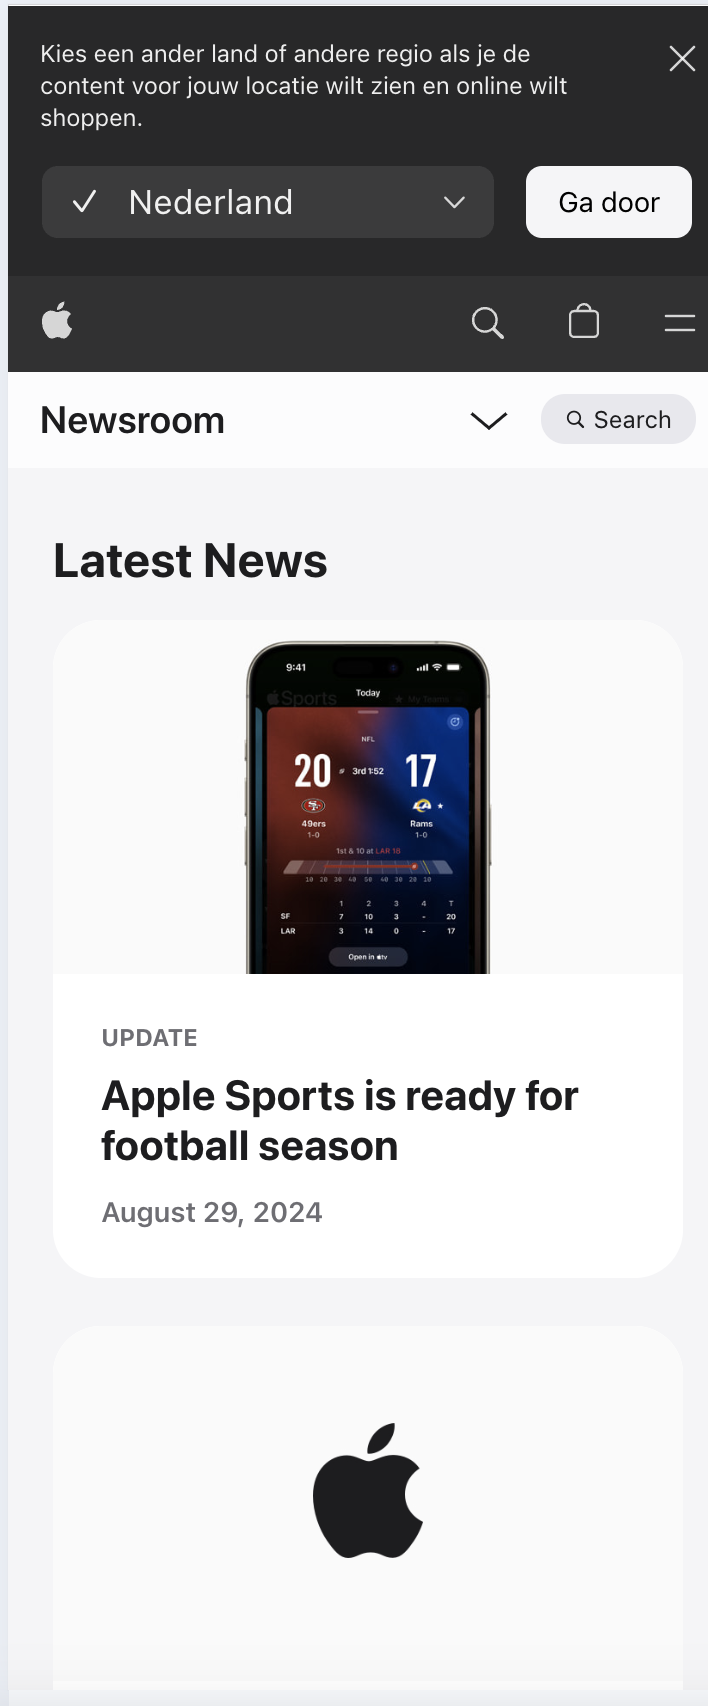 Kies een ander land of andere regio als je de
content voor jouw locatie wilt zien en online wilt
shoppen.
Nederland
Ga door
Newsroom
Search
Latest News
9:41
Sports
Today
My Teams
NFL
20 3rd 1:52 17
49ers Rams
1-0 1-0
1st & 10 at LAR 18
10 20 30 40 50 40 30 20 10
1 2 3 4 T
SF 7 10 3 - 20
LAR 3 14 0 - 17
Open in tv
UPDATE
Apple Sports is ready for
football season
August 29, 2024